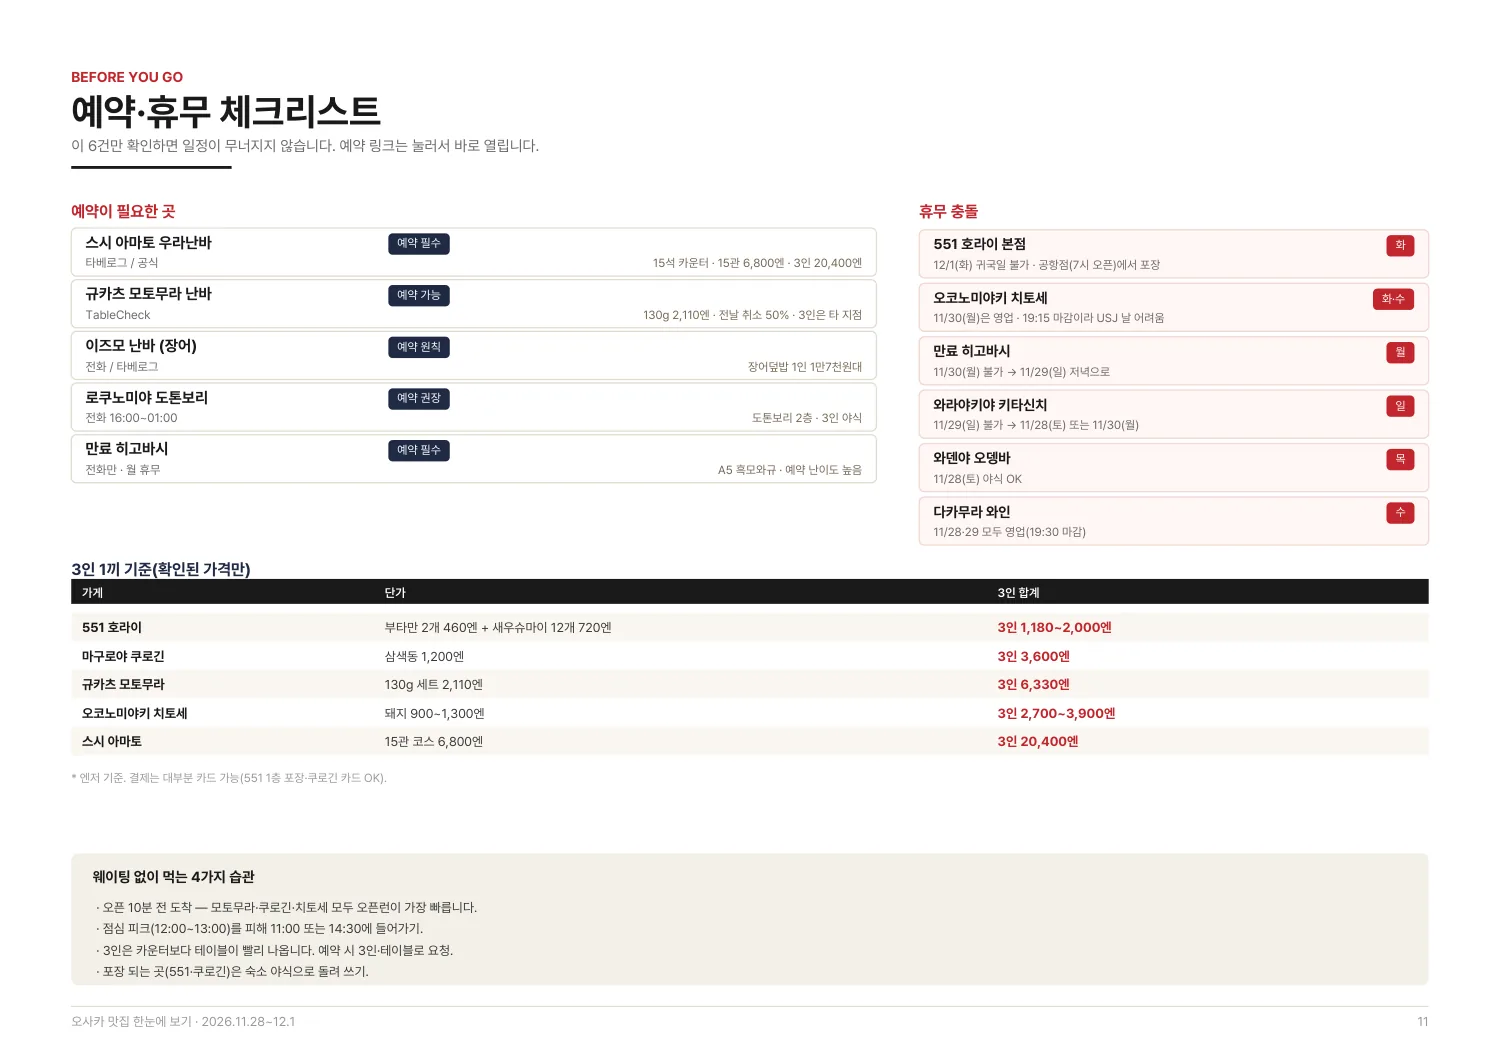 BEFORE YOU GO
예약·휴무 체크리스트
이 6건만 확인하면 일정이 무너지지 않습니다. 예약 링크는 눌러서 바로 열립니다.
예약이 필요한 곳
스시 아마토 우라난바 예약 필수
타베로그 / 공식 15석 카운터 · 15관 6,800엔 · 3인 20,400엔
규카츠 모토무라 난바 예약 가능
TableCheck 130g 2,110엔 · 전날 취소 50% · 3인은 타 지점
이즈모 난바 (장어) 예약 원칙
전화 / 타베로그 장어덮밥 1인 1만7천원대
로쿠노미야 도톤보리 예약 권장
전화 16:00~01:00 도톤보리 2층 · 3인 야식
만료 히고바시 예약 필수
전화만 · 월 휴무 A5 흑모와규 · 예약 난이도 높음
휴무 충돌
551 호라이 본점 화
12/1(화) 귀국일 불가 · 공항점(7시 오픈)에서 포장
오코노미야키 치토세 화·수
11/30(월)은 영업 · 19:15 마감이라 USJ 날 어려움
만료 히고바시 월
11/30(월) 불가 → 11/29(일) 저녁으로
와라야키야 키타신치 일
11/29(일) 불가 → 11/28(토) 또는 11/30(월)
와덴야 오뎅바 목
11/28(토) 야식 OK
다카무라 와인 수
11/28·29 모두 영업(19:30 마감)
3인 1끼 기준(확인된 가격만)
가게 단가 3인 합계
551 호라이 부타만 2개 460엔 + 새우슈마이 12개 720엔 3인 1,180~2,000엔
마구로야 쿠로긴 삼색동 1,200엔 3인 3,600엔
규카츠 모토무라 130g 세트 2,110엔 3인 6,330엔
오코노미야키 치토세 돼지 900~1,300엔 3인 2,700~3,900엔
스시 아마토 15관 코스 6,800엔 3인 20,400엔
* 엔저 기준. 결제는 대부분 카드 가능(551 1층 포장·쿠로긴 카드 OK).
웨이팅 없이 먹는 4가지 습관
· 오픈 10분 전 도착 — 모토무라·쿠로긴·치토세 모두 오픈런이 가장 빠릅니다.
· 점심 피크(12:00~13:00)를 피해 11:00 또는 14:30에 들어가기.
· 3인은 카운터보다 테이블이 빨리 나옵니다. 예약 시 3인·테이블로 요청.
· 포장 되는 곳(551·쿠로긴)은 숙소 야식으로 돌려 쓰기.
오사카 맛집 한눈에 보기 · 2026.11.28~12.1 11